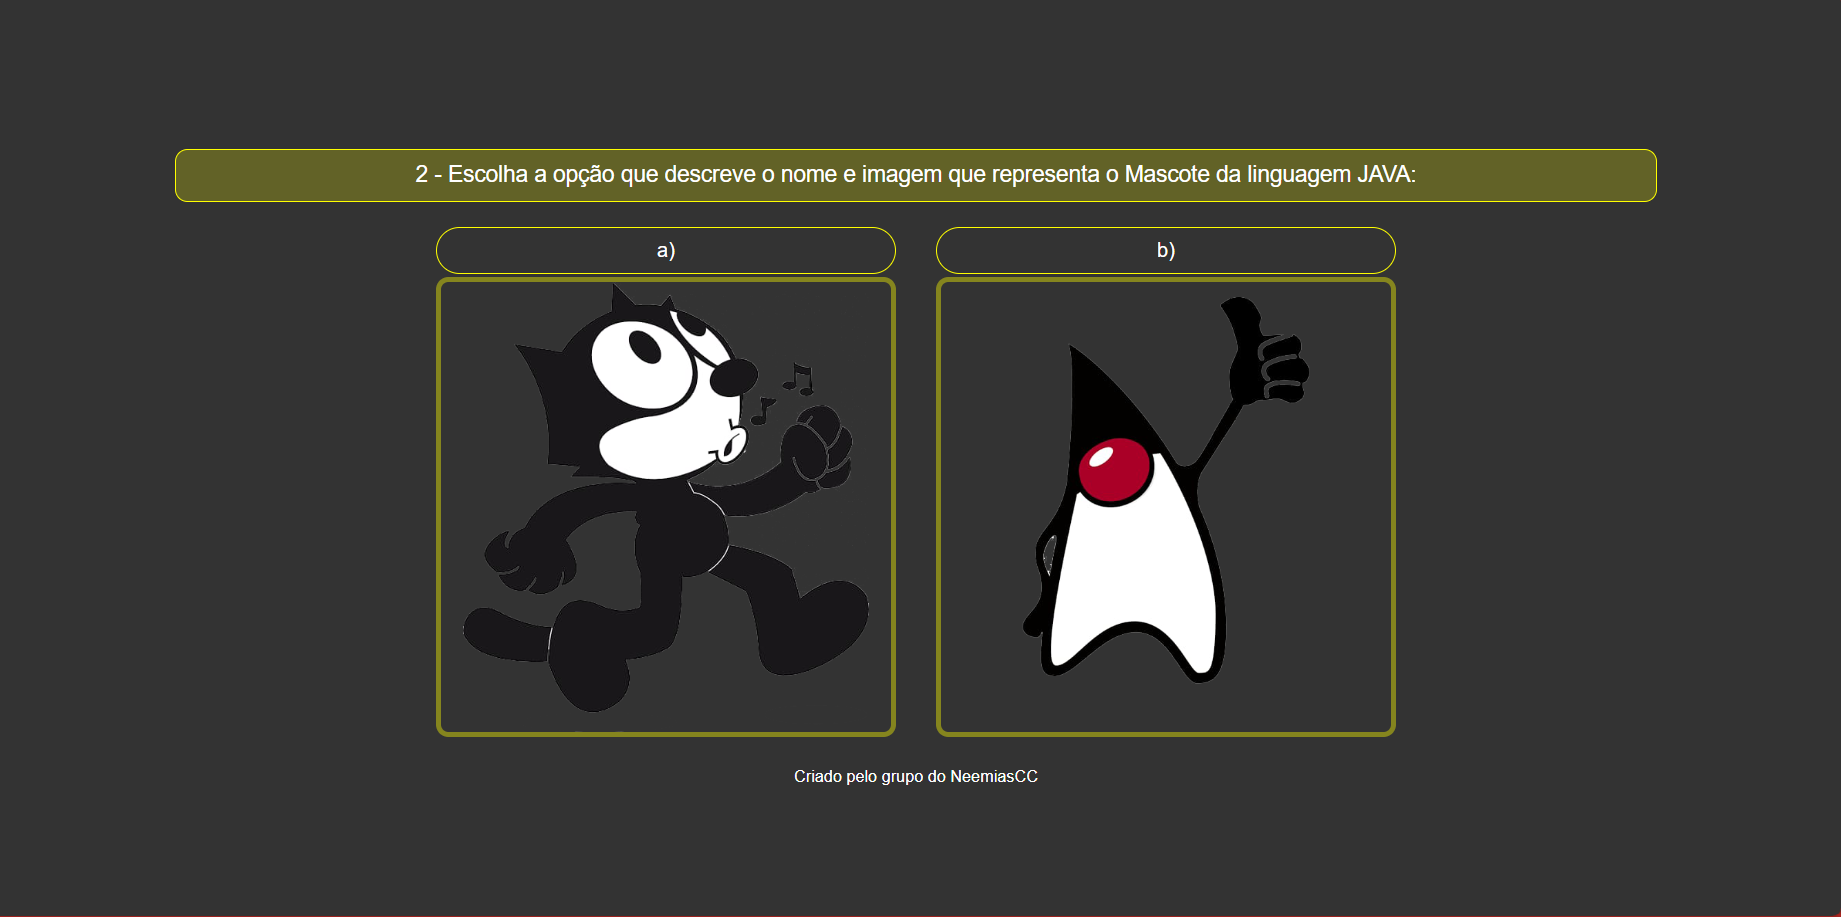 2 - Escolha a opção que descreve o nome e imagem que representa o Mascote da linguagem JAVA:
a)
b)
Criado pelo grupo do NeemiasCC